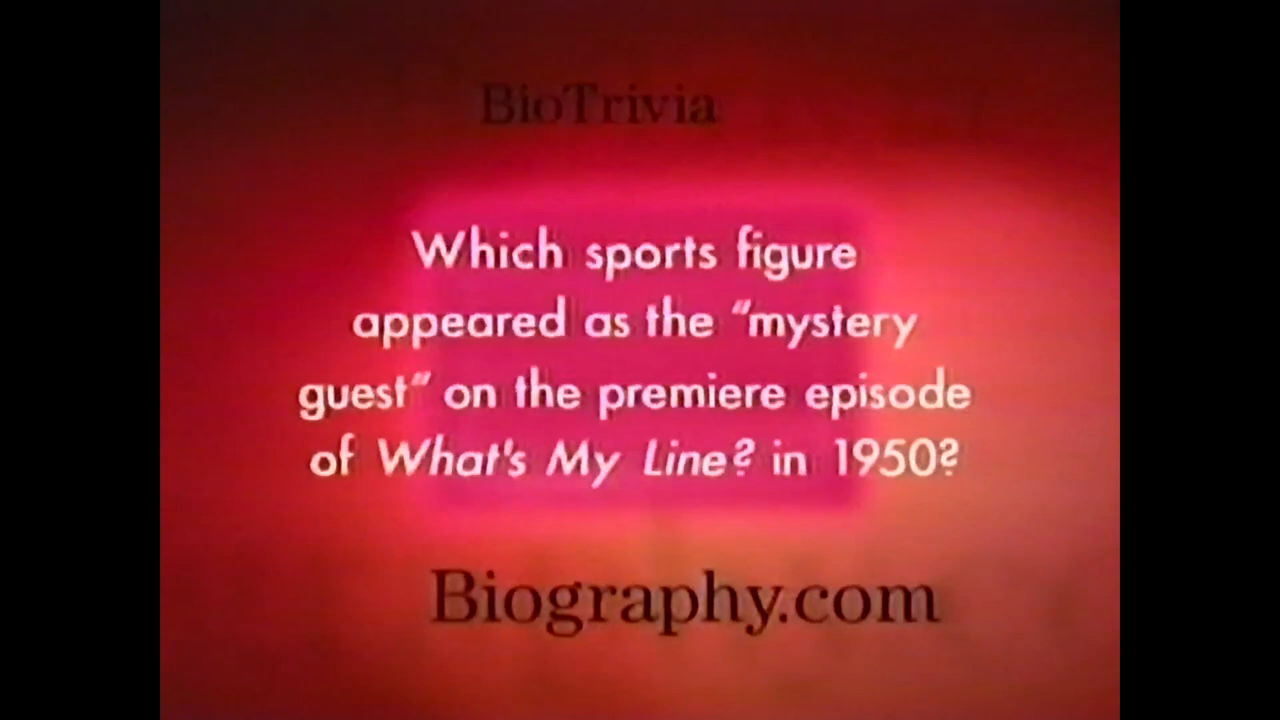 BioTrivia
Which sports figure
appeared as the "mystery
guest" on the premiere episode
of What's My Line? in 1950?
Biography.com